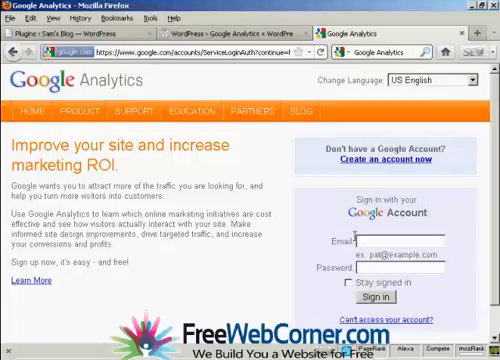 Google Analytics - Mozilla Firefox
File Edit View History Bookmarks Tools Help
Plugins ‹ Sam's Blog — WordPress
WordPress › Google Analytics « WordPre...
Google Analytics
google.com
https://www.google.com/accounts/ServiceLoginAuth?continue=h
Google Analytics
Google Analytics
Change Language: US English
HOME PRODUCT SUPPORT EDUCATION PARTNERS BLOG
Improve your site and increase
marketing ROI.
Google wants you to attract more of the traffic you are looking for, and
help you turn more visitors into customers.
Use Google Analytics to learn which online marketing initiatives are cost
effective and see how visitors actually interact with your site. Make
informed site design improvements, drive targeted traffic, and increase
your conversions and profits.
Sign up now, it's easy - and free!
Learn More
Don't have a Google Account?
Create an account now
Sign in with your
Google Account
Email:
ex. pat@example.com
Password:
Stay signed in
Sign in
Can't access your account?
FreeWebCorner.com
We Build You a Website for Free
PageRank Alexa mozRank